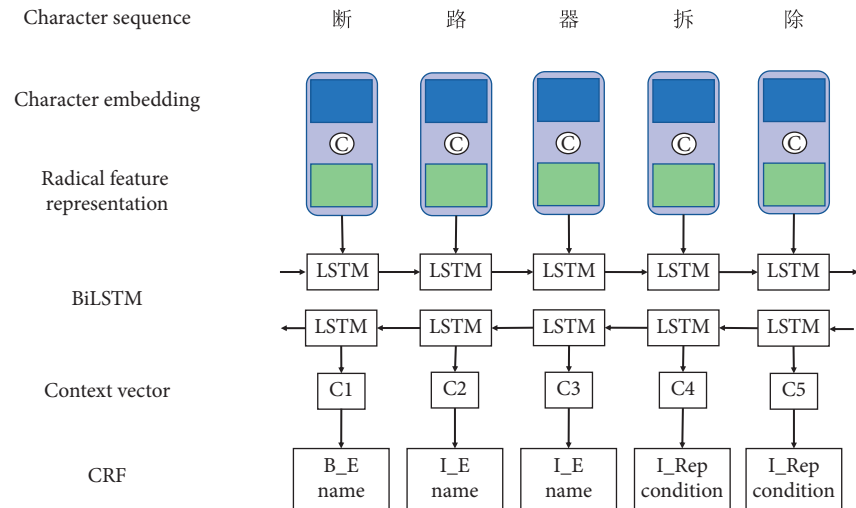 Character sequence 断 路 器 拆 除
Character embedding
C C C C C
Radical feature
representation
LSTM LSTM LSTM LSTM LSTM
BiLSTM
LSTM LSTM LSTM LSTM LSTM
Context vector C1 C2 C3 C4 C5
CRF
B_E I_E I_E I_Rep I_Rep
name name name condition condition